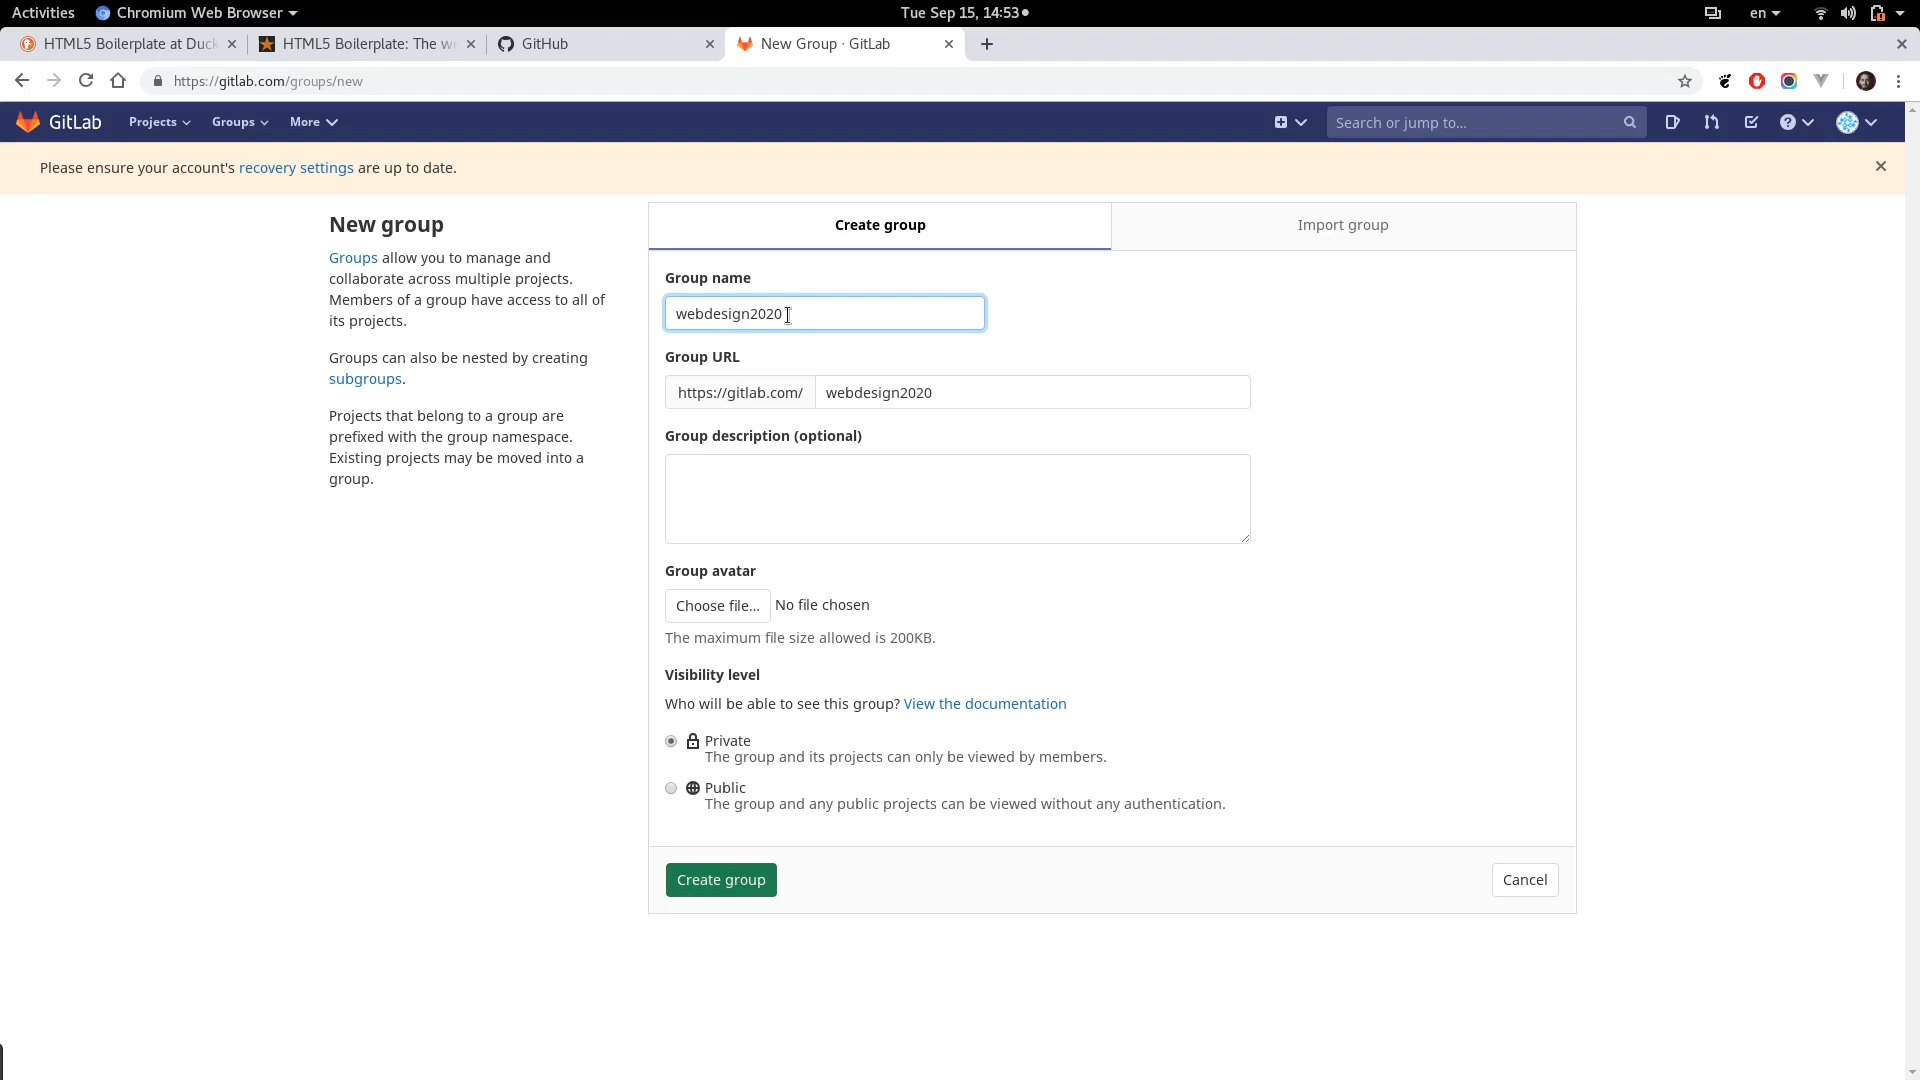 Activities
Chromium Web Browser
Tue Sep 15, 14:53
en
HTML5 Boilerplate at Duck
HTML5 Boilerplate: The we
GitHub
New Group · GitLab
https://gitlab.com/groups/new
GitLab
Projects
Groups
More
Search or jump to...
Please ensure your account's recovery settings are up to date.
New group
Groups allow you to manage and
collaborate across multiple projects.
Members of a group have access to all of
its projects.
Groups can also be nested by creating
subgroups.
Projects that belong to a group are
prefixed with the group namespace.
Existing projects may be moved into a
group.
Create group
Import group
Group name
webdesign2020
Group URL
https://gitlab.com/
webdesign2020
Group description (optional)
Group avatar
Choose file...
No file chosen
The maximum file size allowed is 200KB.
Visibility level
Who will be able to see this group? View the documentation
Private
The group and its projects can only be viewed by members.
Public
The group and any public projects can be viewed without any authentication.
Create group
Cancel